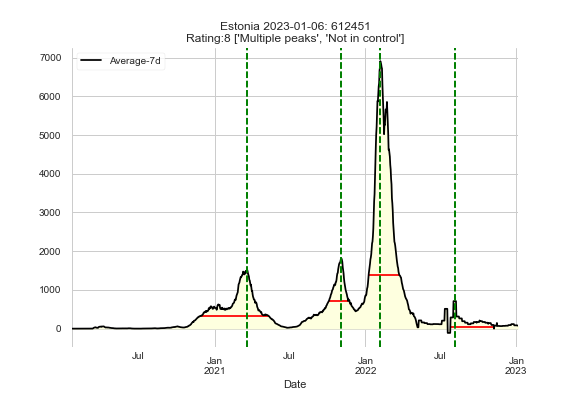 Estonia 2023-01-06: 612451
Rating:8 ['Multiple peaks', 'Not in control']
Average-7d
7000
6000
5000
4000
3000
2000
1000
0
Jul
Jan
2021
Jul
Jan
2022
Jul
Jan
2023
Date